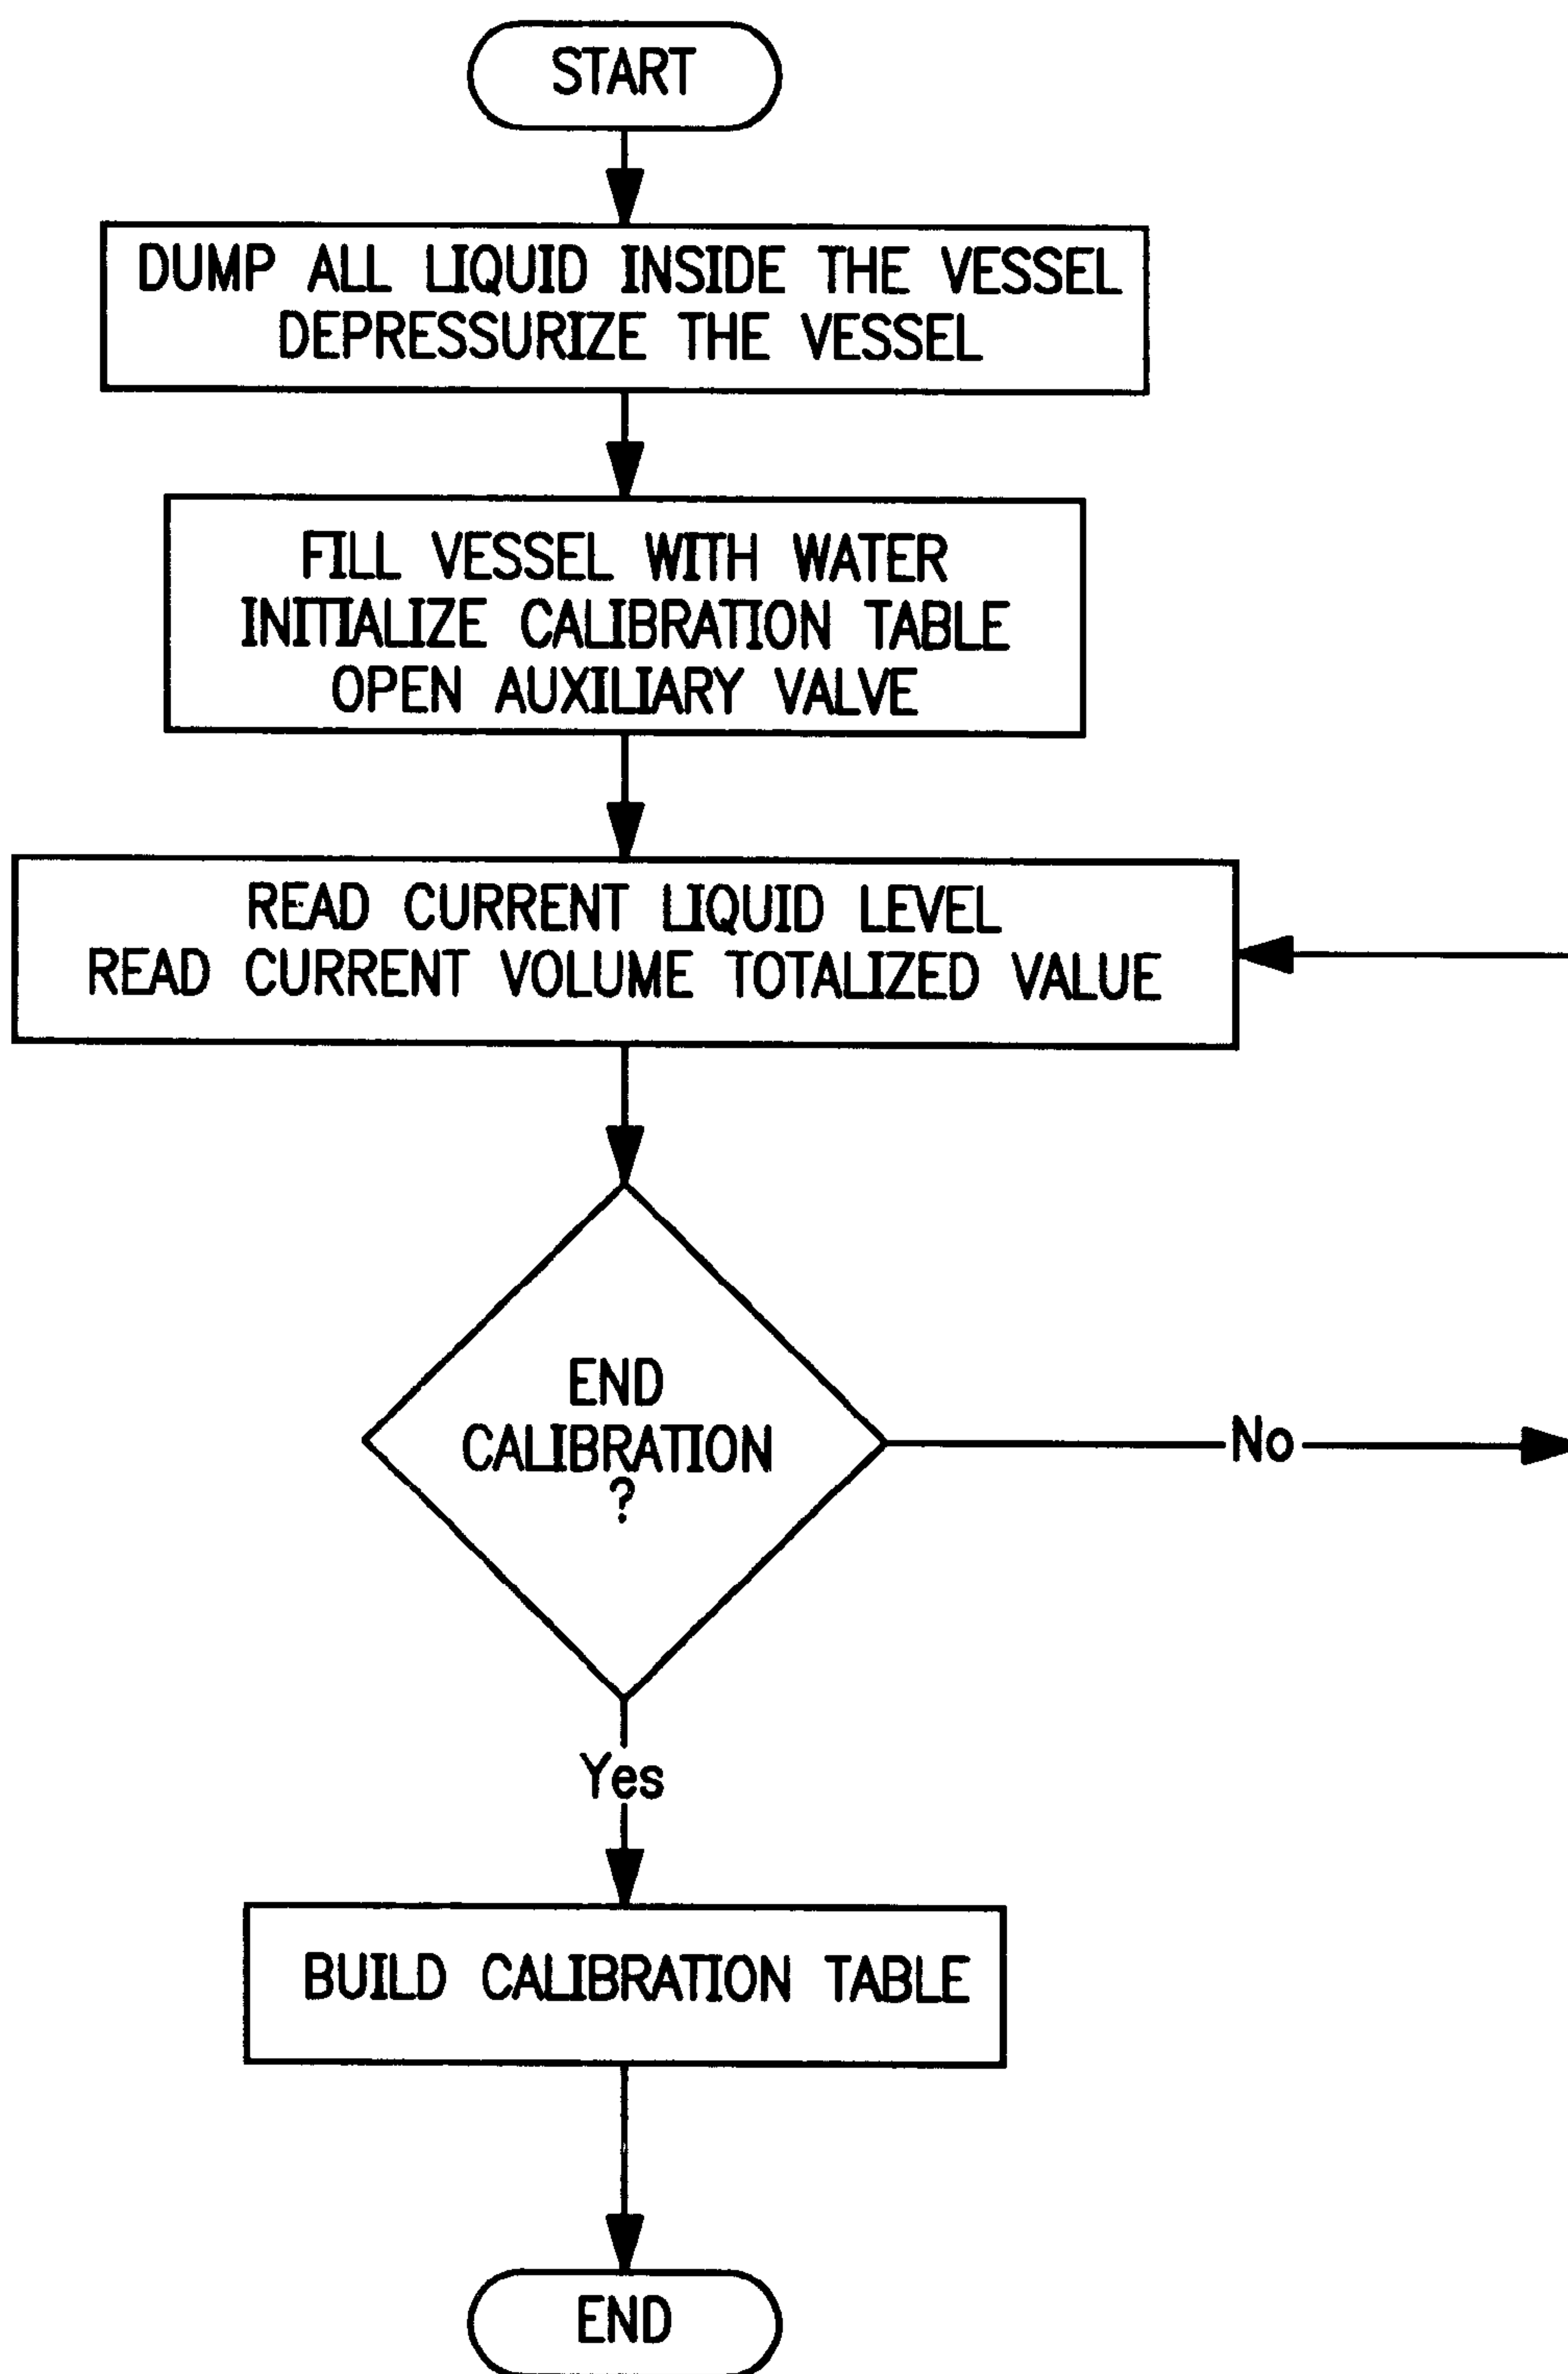 START
DUMP ALL LIQUID INSIDE THE VESSEL
DEPRESSURIZE THE VESSEL
FILL VESSEL WITH WATER
INITIALIZE CALIBRATION TABLE
OPEN AUXILIARY VALVE
READ CURRENT LIQUID LEVEL
READ CURRENT VOLUME TOTALIZED VALUE
END
CALIBRATION
?
No
Yes
BUILD CALIBRATION TABLE
END